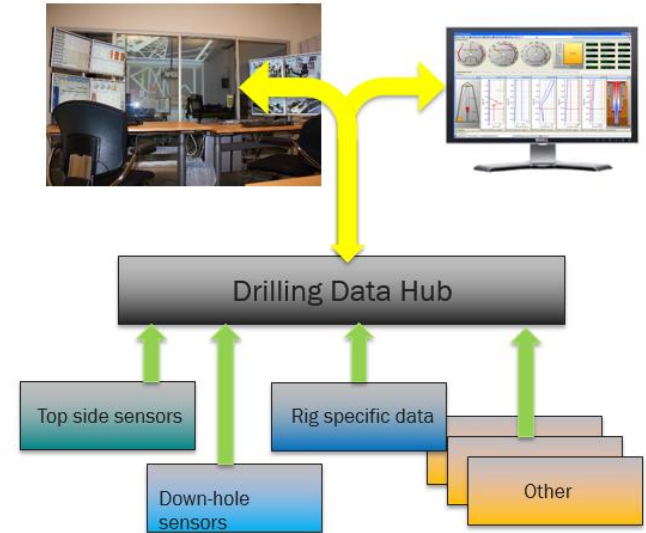 Drilling Data Hub
Top side sensors
Rig specific data
Down-hole
sensors
Other